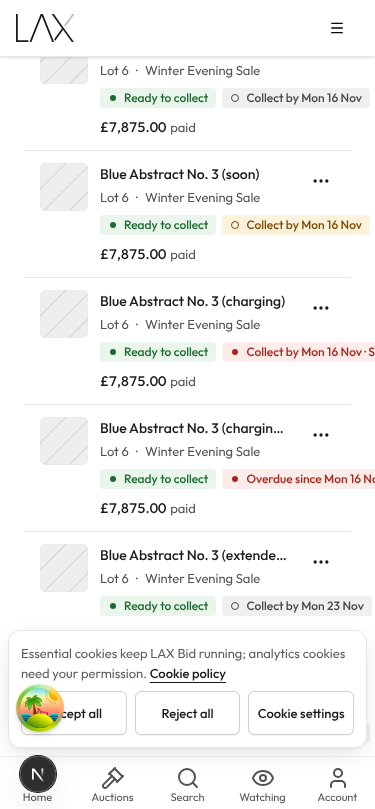 LAX
Lot 6 · Winter Evening Sale
Ready to collect Collect by Mon 16 Nov
£7,875.00 paid
Blue Abstract No. 3 (soon)
Lot 6 · Winter Evening Sale
Ready to collect Collect by Mon 16 Nov
£7,875.00 paid
Blue Abstract No. 3 (charging)
Lot 6 · Winter Evening Sale
Ready to collect Collect by Mon 16 Nov · S
£7,875.00 paid
Blue Abstract No. 3 (chargin...
Lot 6 · Winter Evening Sale
Ready to collect Overdue since Mon 16 No
£7,875.00 paid
Blue Abstract No. 3 (extende...
Lot 6 · Winter Evening Sale
Ready to collect Collect by Mon 23 Nov
Essential cookies keep LAX Bid running; analytics cookies
need your permission. Cookie policy
cept all Reject all Cookie settings
N
Home Auctions Search Watching Account